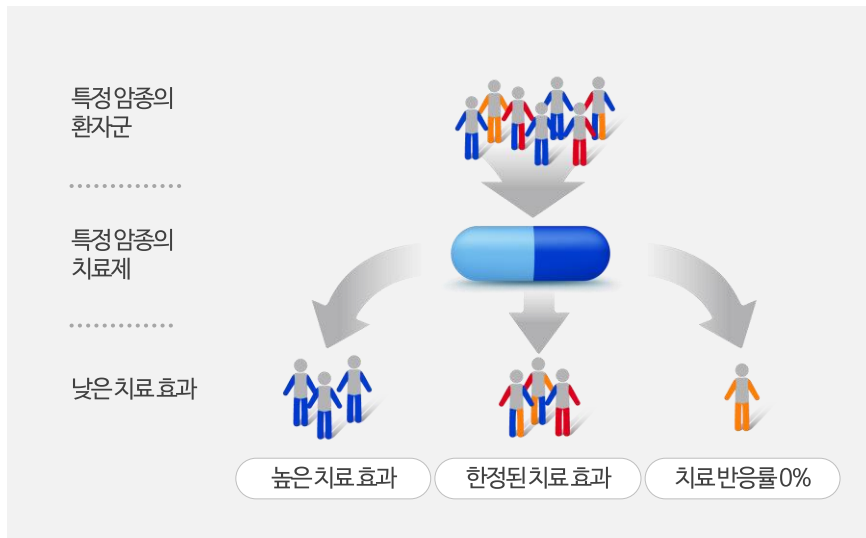 특정 암종의
환자군
특정 암종의
치료제
낮은 치료 효과
높은 치료 효과
한정된 치료 효과
치료 반응률 0%